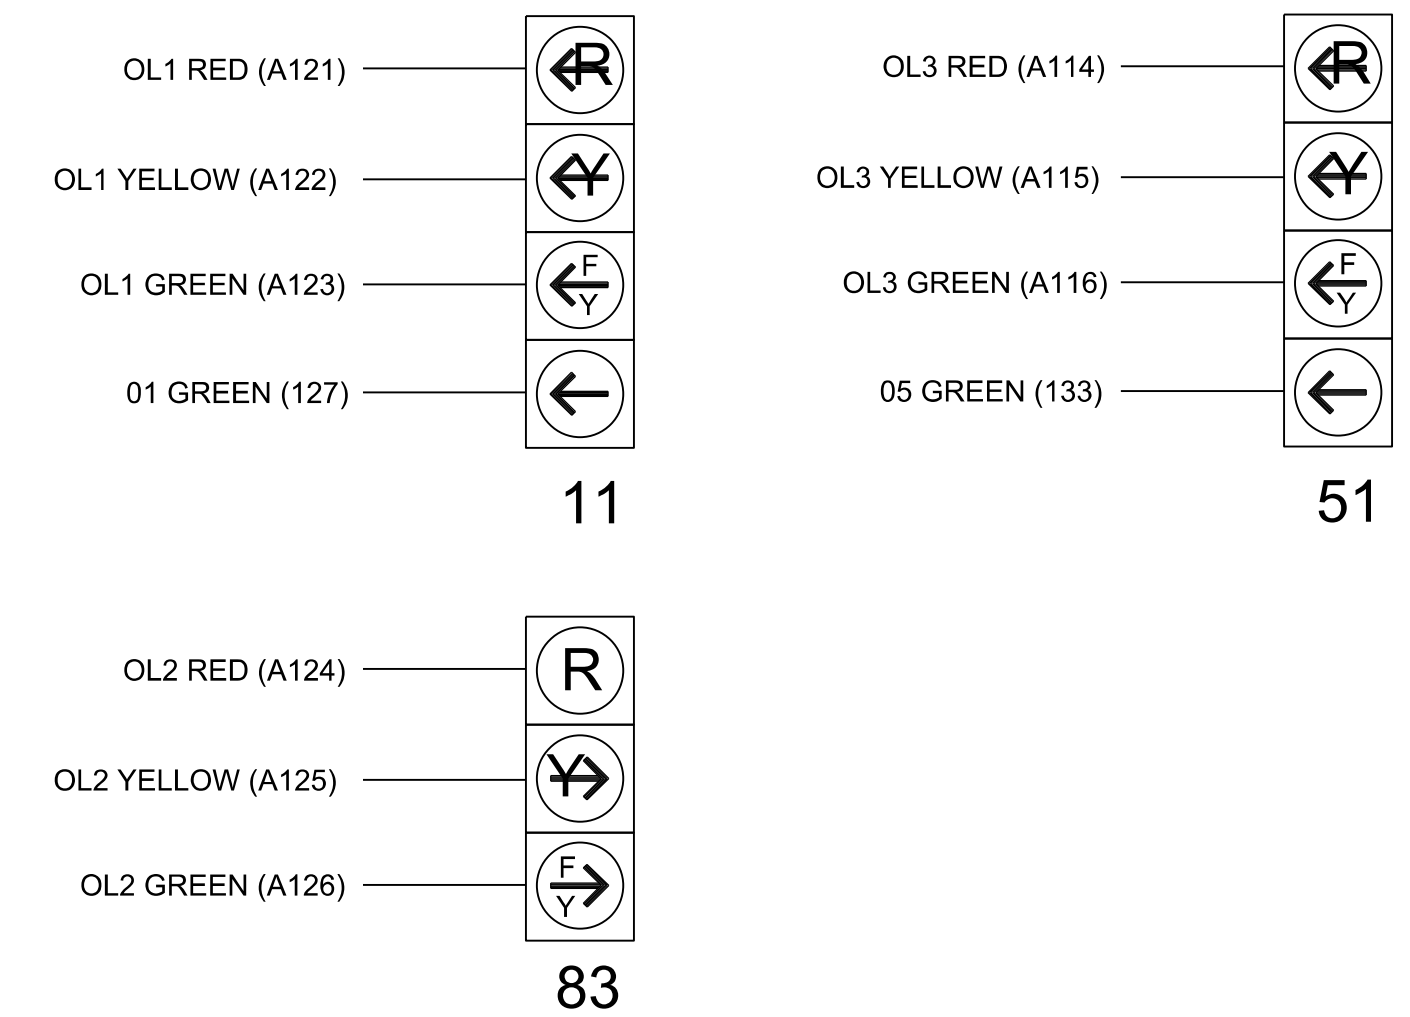 OL1 RED (A121)
R
OL1 YELLOW (A122)
Y
OL1 GREEN (A123)
F
Y
01 GREEN (127)
11
OL3 RED (A114)
R
OL3 YELLOW (A115)
Y
OL3 GREEN (A116)
F
Y
05 GREEN (133)
51
OL2 RED (A124)
R
OL2 YELLOW (A125)
Y
OL2 GREEN (A126)
F
Y
83